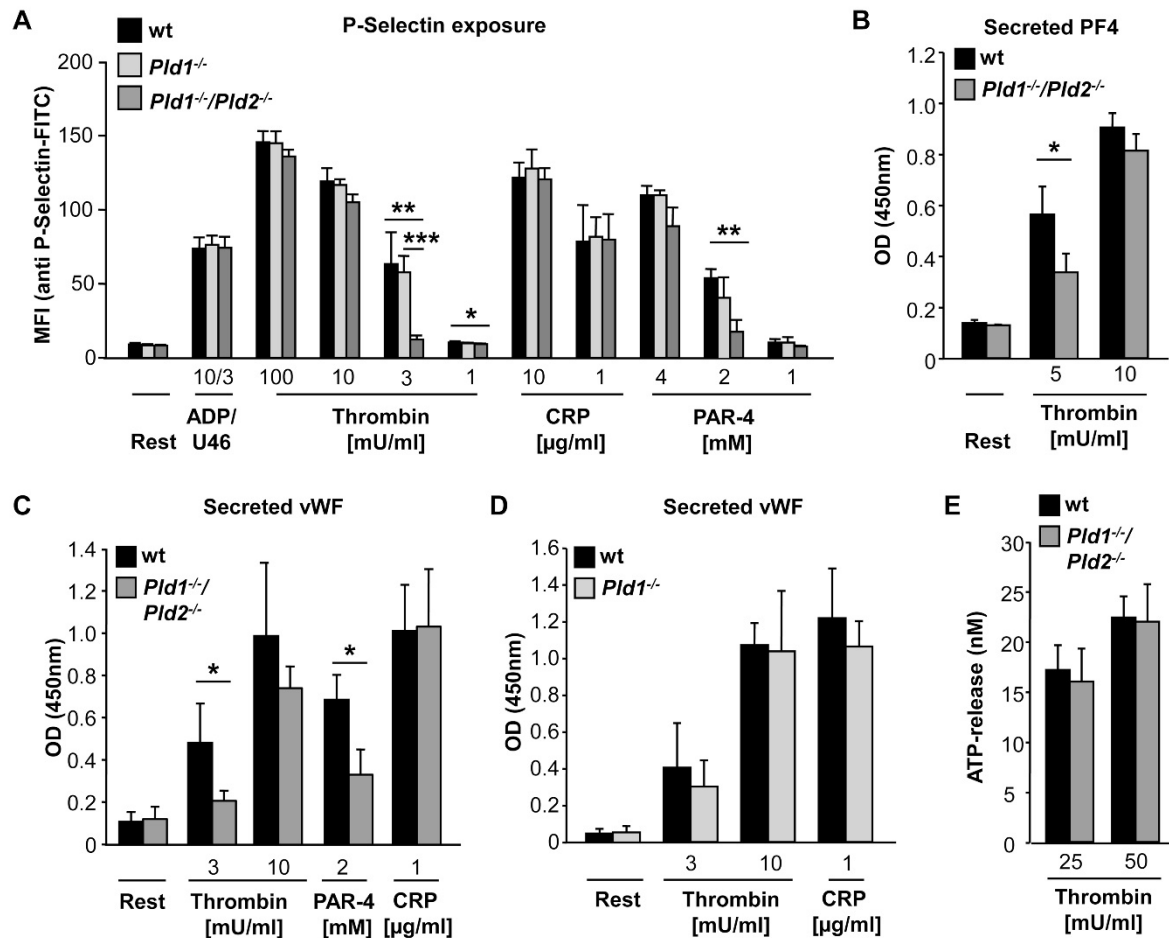 A
P-Selectin exposure
wt
Pld1-/-
Pld1-/-/Pld2-/-
MFI (anti P-Selectin-FITC)
200
150
100
50
0
10/3 100 10 3 1 10 1 4 2 1
** *** * **
Rest ADP/ U46 Thrombin [mU/ml] CRP [µg/ml] PAR-4 [mM]
B
Secreted PF4
wt
Pld1-/-/Pld2-/-
OD (450nm)
1.2
1.0
0.8
0.6
0.4
0.2
0
*
5 10
Rest Thrombin [mU/ml]
C
Secreted vWF
wt
Pld1-/-/
Pld2-/-
OD (450nm)
1.4
1.2
1.0
0.8
0.6
0.4
0.2
0
* *
3 10 2 1
Rest Thrombin [mU/ml] PAR-4 [mM] CRP [µg/ml]
D
Secreted vWF
wt
Pld1-/-
OD (450nm)
1.6
1.4
1.2
1.0
0.8
0.6
0.4
0.2
0
3 10 1
Rest Thrombin [mU/ml] CRP [µg/ml]
E
wt
Pld1-/-/
Pld2-/-
ATP-release (nM)
30
25
20
15
10
5
0
25 50
Thrombin
[mU/ml]